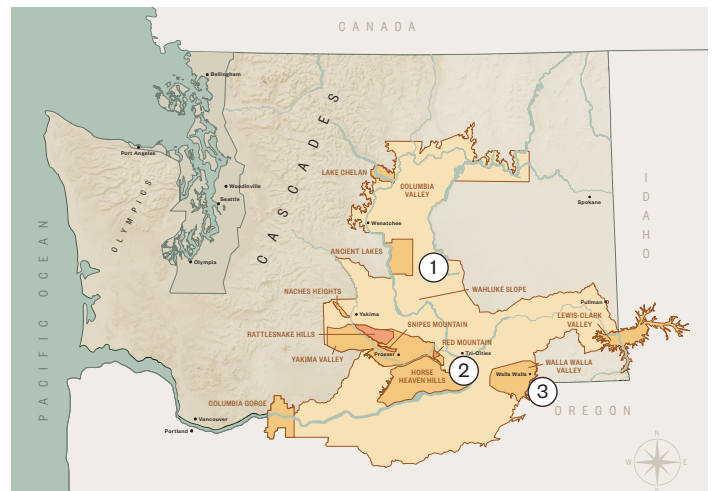 CANADA
Bellingham
CASCADES
Port Angeles
OLYMPICS
Woodinville
Seattle
Olympia
PACIFIC OCEAN
LAKE CHELAN
COLUMBIA
VALLEY
Wenatchee
Spokane
IDAHO
ANCIENT LAKES
1
NACHES HEIGHTS
WAHLUKE SLOPE
Yakima
Pullman
LEWIS-CLARK
VALLEY
RATTLESNAKE HILLS
SNIPES MOUNTAIN
RED MOUNTAIN
YAKIMA VALLEY
Prosser
Tri-Cities
HORSE
HEAVEN HILLS
2
Walla Walla
WALLA WALLA
VALLEY
3
COLUMBIA GORGE
Vancouver
Portland
OREGON
N
W
E
S